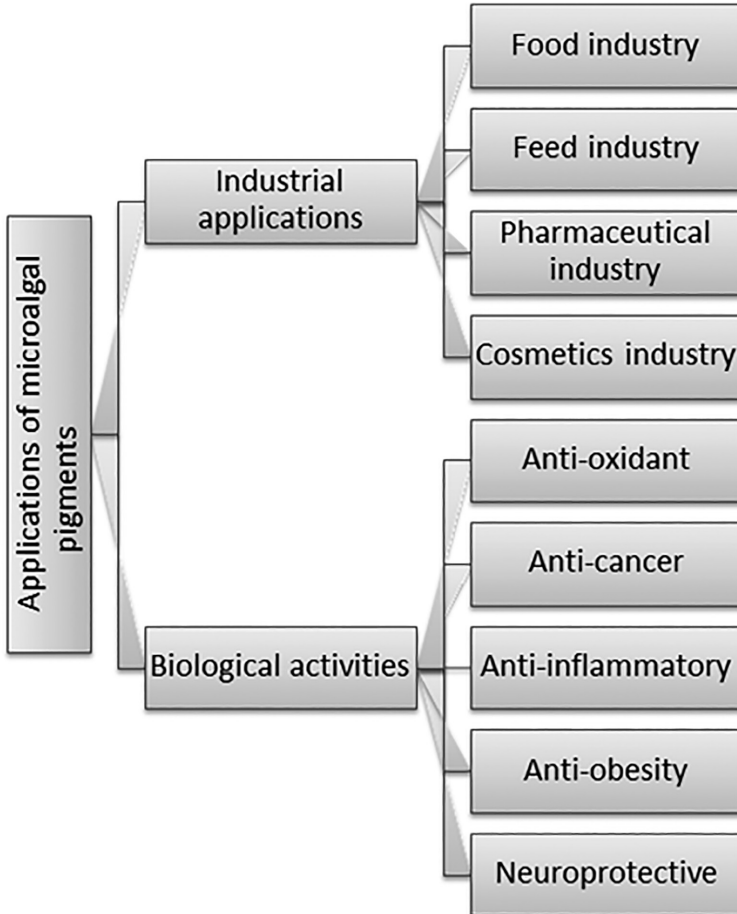 Applications of microalgal
pigments
Industrial
applications
Food industry
Feed industry
Pharmaceutical
industry
Cosmetics industry
Biological activities
Anti-oxidant
Anti-cancer
Anti-inflammatory
Anti-obesity
Neuroprotective